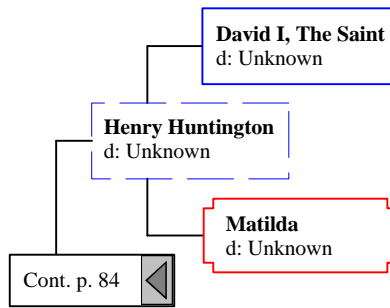 David I, The Saint
d: Unknown
Henry Huntington
d: Unknown
Matilda
d: Unknown
Cont. p. 84